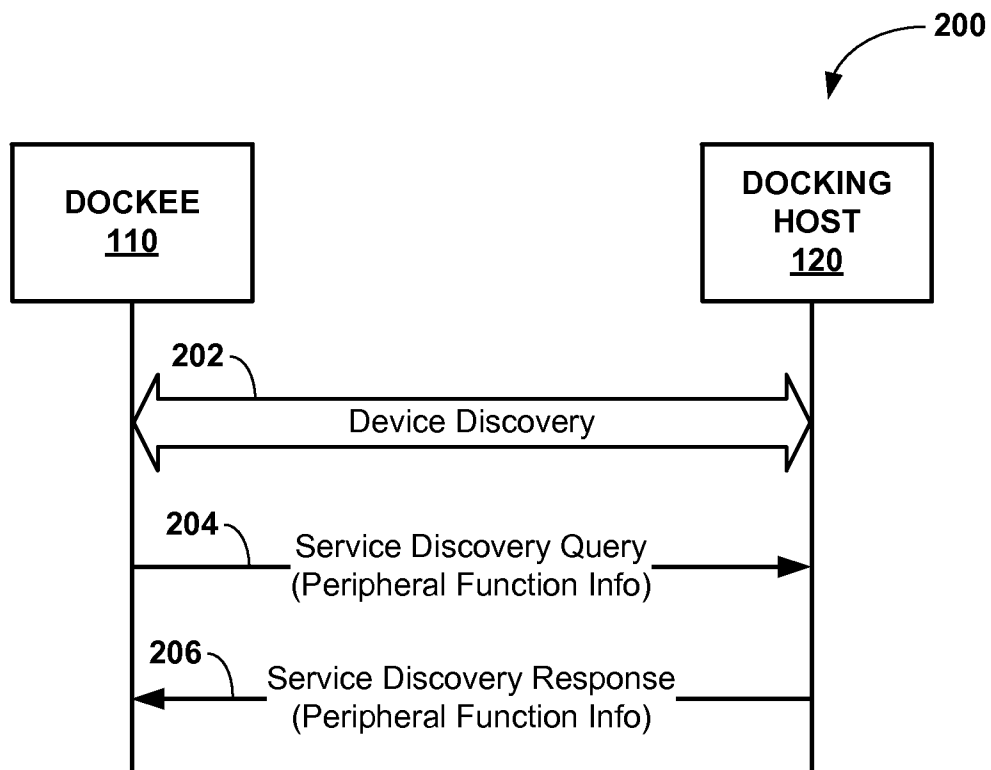 200
DOCKEE
110
DOCKING
HOST
120
202
Device Discovery
204
Service Discovery Query
(Peripheral Function Info)
206
Service Discovery Response
(Peripheral Function Info)